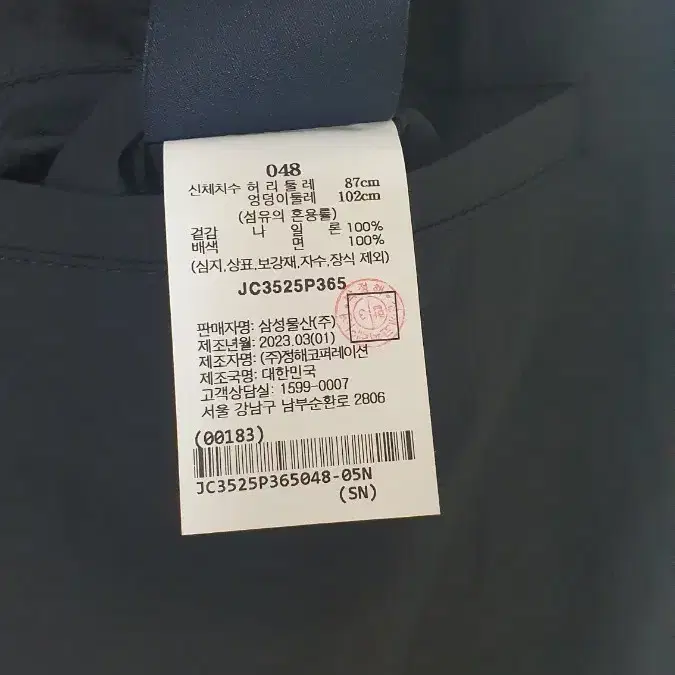 048
신체치수 허리둘레 87cm
엉덩이둘레 102cm
(섬유의 혼용률)
겉감 나 일 론 100%
배색 면 100%
(심지,상표,보강재,자수,장식 제외)
JC3525P365
판매자명: 삼성물산(주)
제조년월: 2023.03(01)
제조자명: (주)정해코퍼레이션
제조국명: 대한민국
고객상담실: 1599-0007
서울 강남구 남부순환로 2806
(00183)
JC3525P365048-05N
(SN)